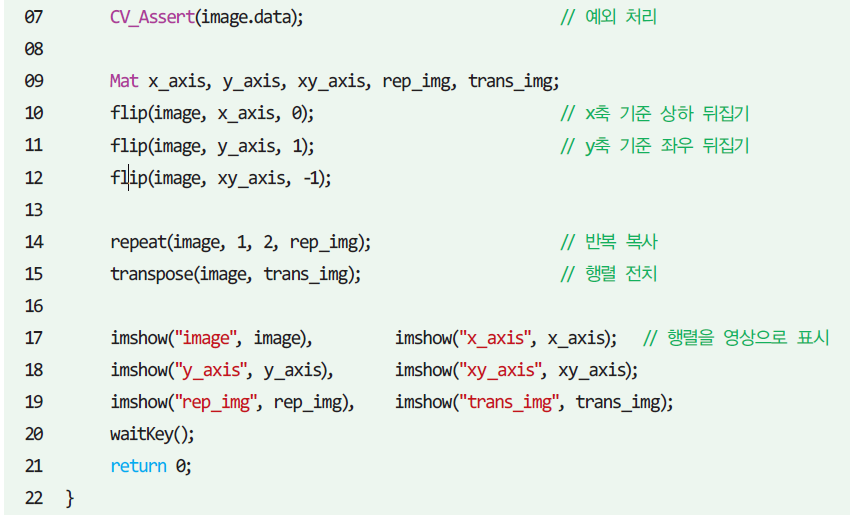 07 CV_Assert(image.data); // 예외 처리
08
09 Mat x_axis, y_axis, xy_axis, rep_img, trans_img;
10 flip(image, x_axis, 0); // x축 기준 상하 뒤집기
11 flip(image, y_axis, 1); // y축 기준 좌우 뒤집기
12 flip(image, xy_axis, -1);
13
14 repeat(image, 1, 2, rep_img); // 반복 복사
15 transpose(image, trans_img); // 행렬 전치
16
17 imshow("image", image), imshow("x_axis", x_axis); // 행렬을 영상으로 표시
18 imshow("y_axis", y_axis), imshow("xy_axis", xy_axis);
19 imshow("rep_img", rep_img), imshow("trans_img", trans_img);
20 waitKey();
21 return 0;
22 }